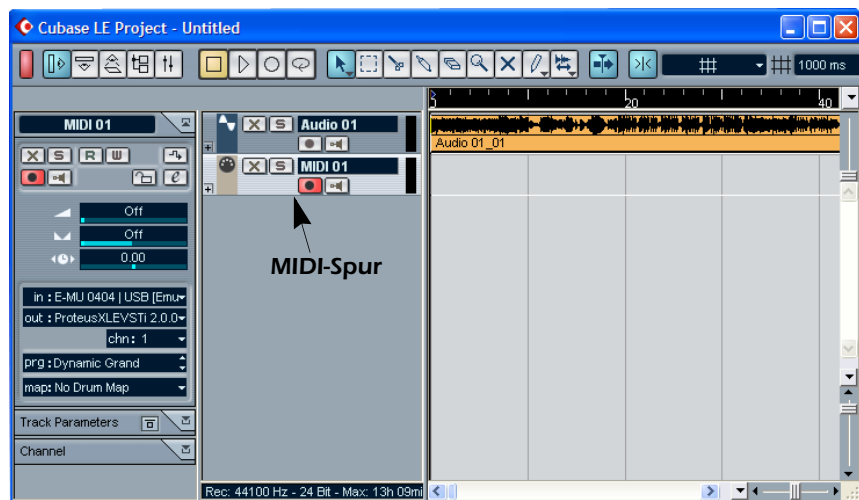 Cubase LE Project - Untitled
1000 ms
20
40
MIDI 01
X S R W
e
Off
Off
0.00
in : E-MU 0404 | USB [Emu
out : ProteusXLEVSTi 2.0.0
chn: 1
prg : Dynamic Grand
map: No Drum Map
Track Parameters
Channel
X S Audio 01
X S MIDI 01
MIDI-Spur
Audio 01_01
Rec: 44100 Hz - 24 Bit - Max: 13h 09mi